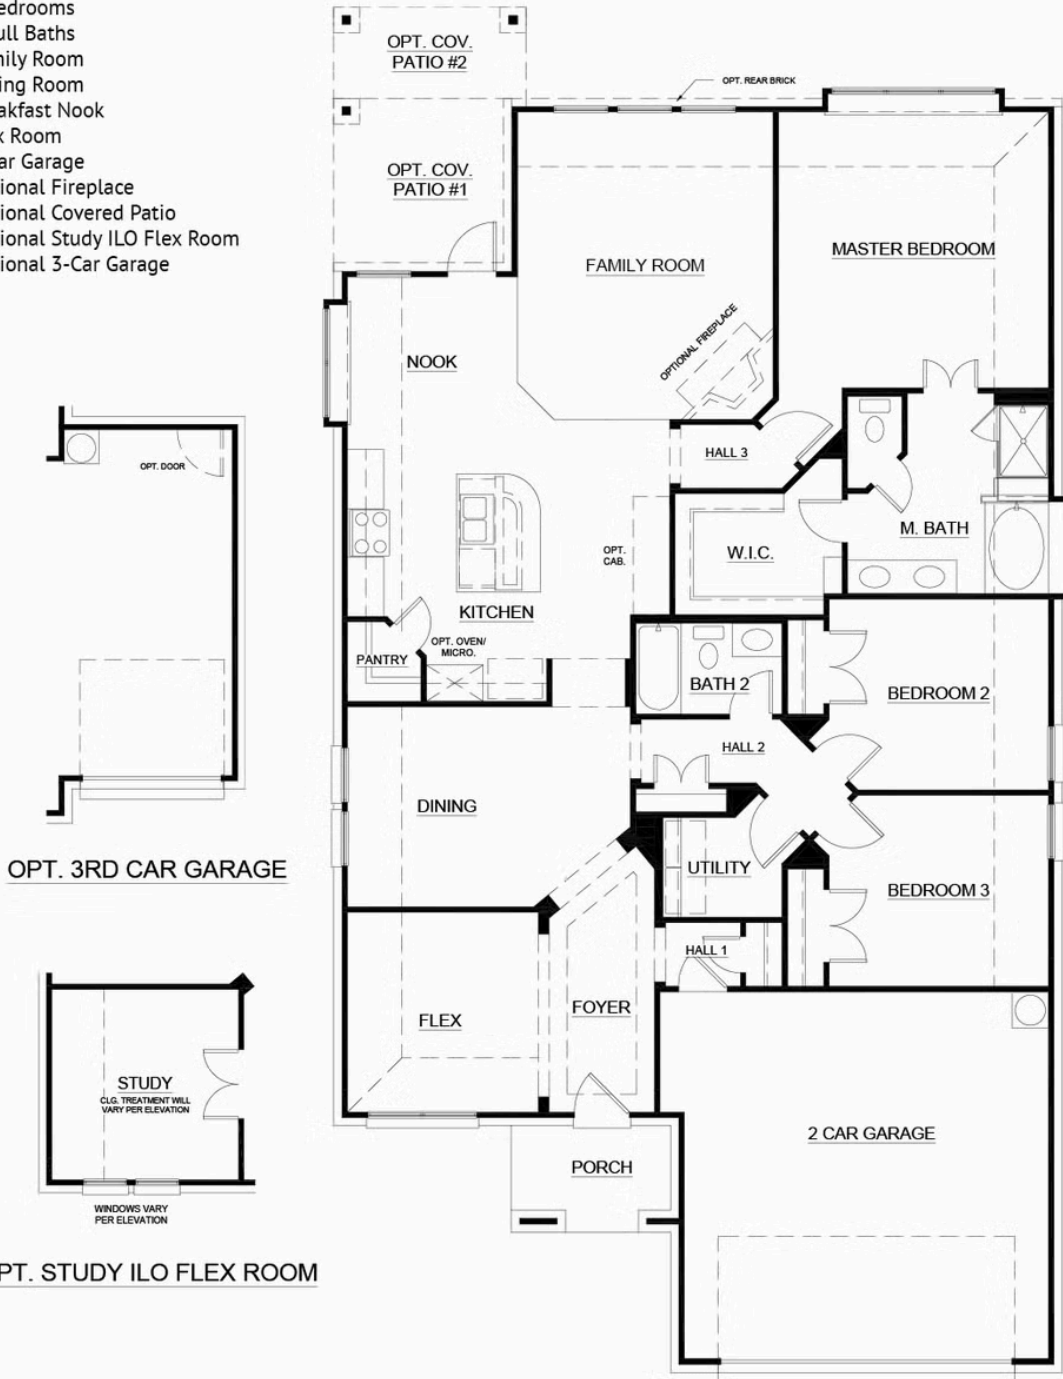 edrooms
ull Baths
mily Room
ing Room
akfast Nook
x Room
ar Garage
ional Fireplace
ional Covered Patio
ional Study ILO Flex Room
ional 3-Car Garage
OPT. COV.
PATIO #2
OPT. REAR BRICK
OPT. COV.
PATIO #1
FAMILY ROOM
MASTER BEDROOM
OPTIONAL FIREPLACE
NOOK
HALL 3
OPT. DOOR
M. BATH
W.I.C.
OPT.
CAB.
KITCHEN
OPT. OVEN/
MICRO.
PANTRY
BATH 2
BEDROOM 2
HALL 2
DINING
UTILITY
BEDROOM 3
OPT. 3RD CAR GARAGE
HALL 1
FOYER
FLEX
STUDY
CLG. TREATMENT WILL
VARY PER ELEVATION
2 CAR GARAGE
PORCH
WINDOWS VARY
PER ELEVATION
PT. STUDY ILO FLEX ROOM